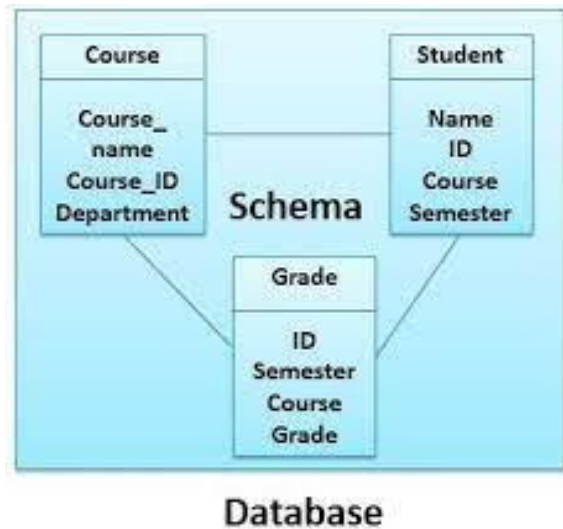 Course
Course_
name
Course_ID
Department
Student
Name
ID
Course
Semester
Schema
Grade
ID
Semester
Course
Grade
Database